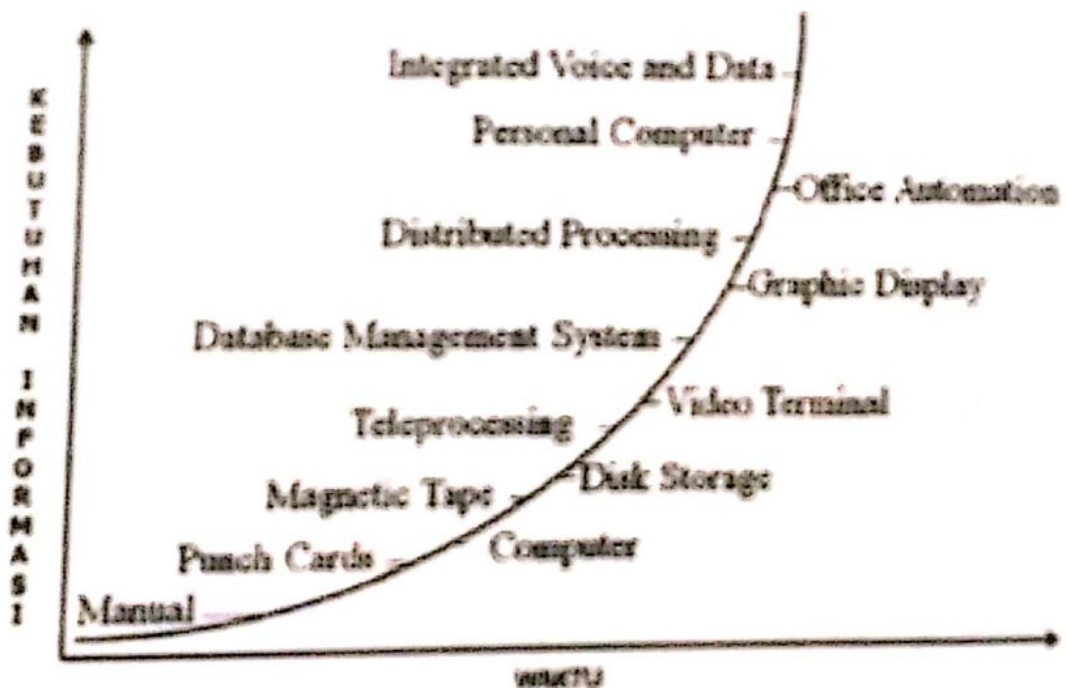 Integrated Voice and Data
Personal Computer
Office Automation
Distributed Processing
Graphic Display
Database Management System
Video Terminal
Teleprocessing
Disk Storage
Magnetic Tape
Computer
Punch Cards
Manual
KEBUTUHAN INFORMASI
WAKTU